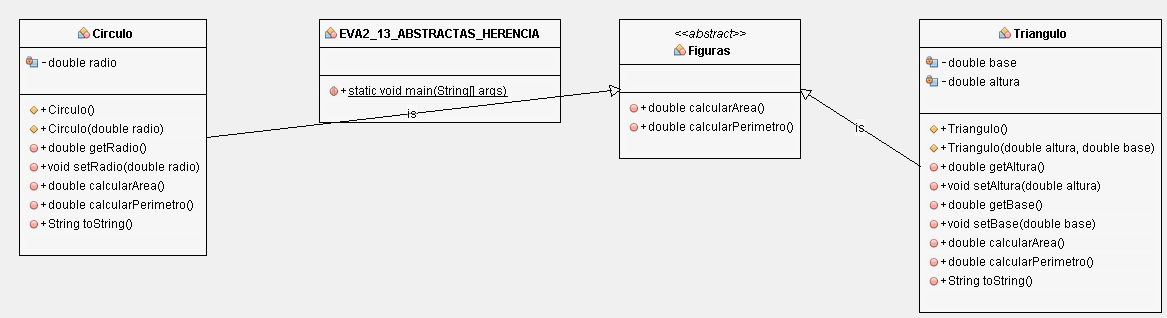 Circulo
- double radio
+ Circulo()
+ Circulo(double radio)
+ double getRadio()
+ void setRadio(double radio)
+ double calcularArea()
+ double calcularPerimetro()
+ String toString()
EVA2_13_ABSTRACTAS_HERENCIA
+ static void main(String[] args)
is
<<abstract>>
Figuras
+ double calcularArea()
+ double calcularPerimetro()
is
Triangulo
- double base
- double altura
+ Triangulo()
+ Triangulo(double altura, double base)
+ double getAltura()
+ void setAltura(double altura)
+ double getBase()
+ void setBase(double base)
+ double calcularArea()
+ double calcularPerimetro()
+ String toString()